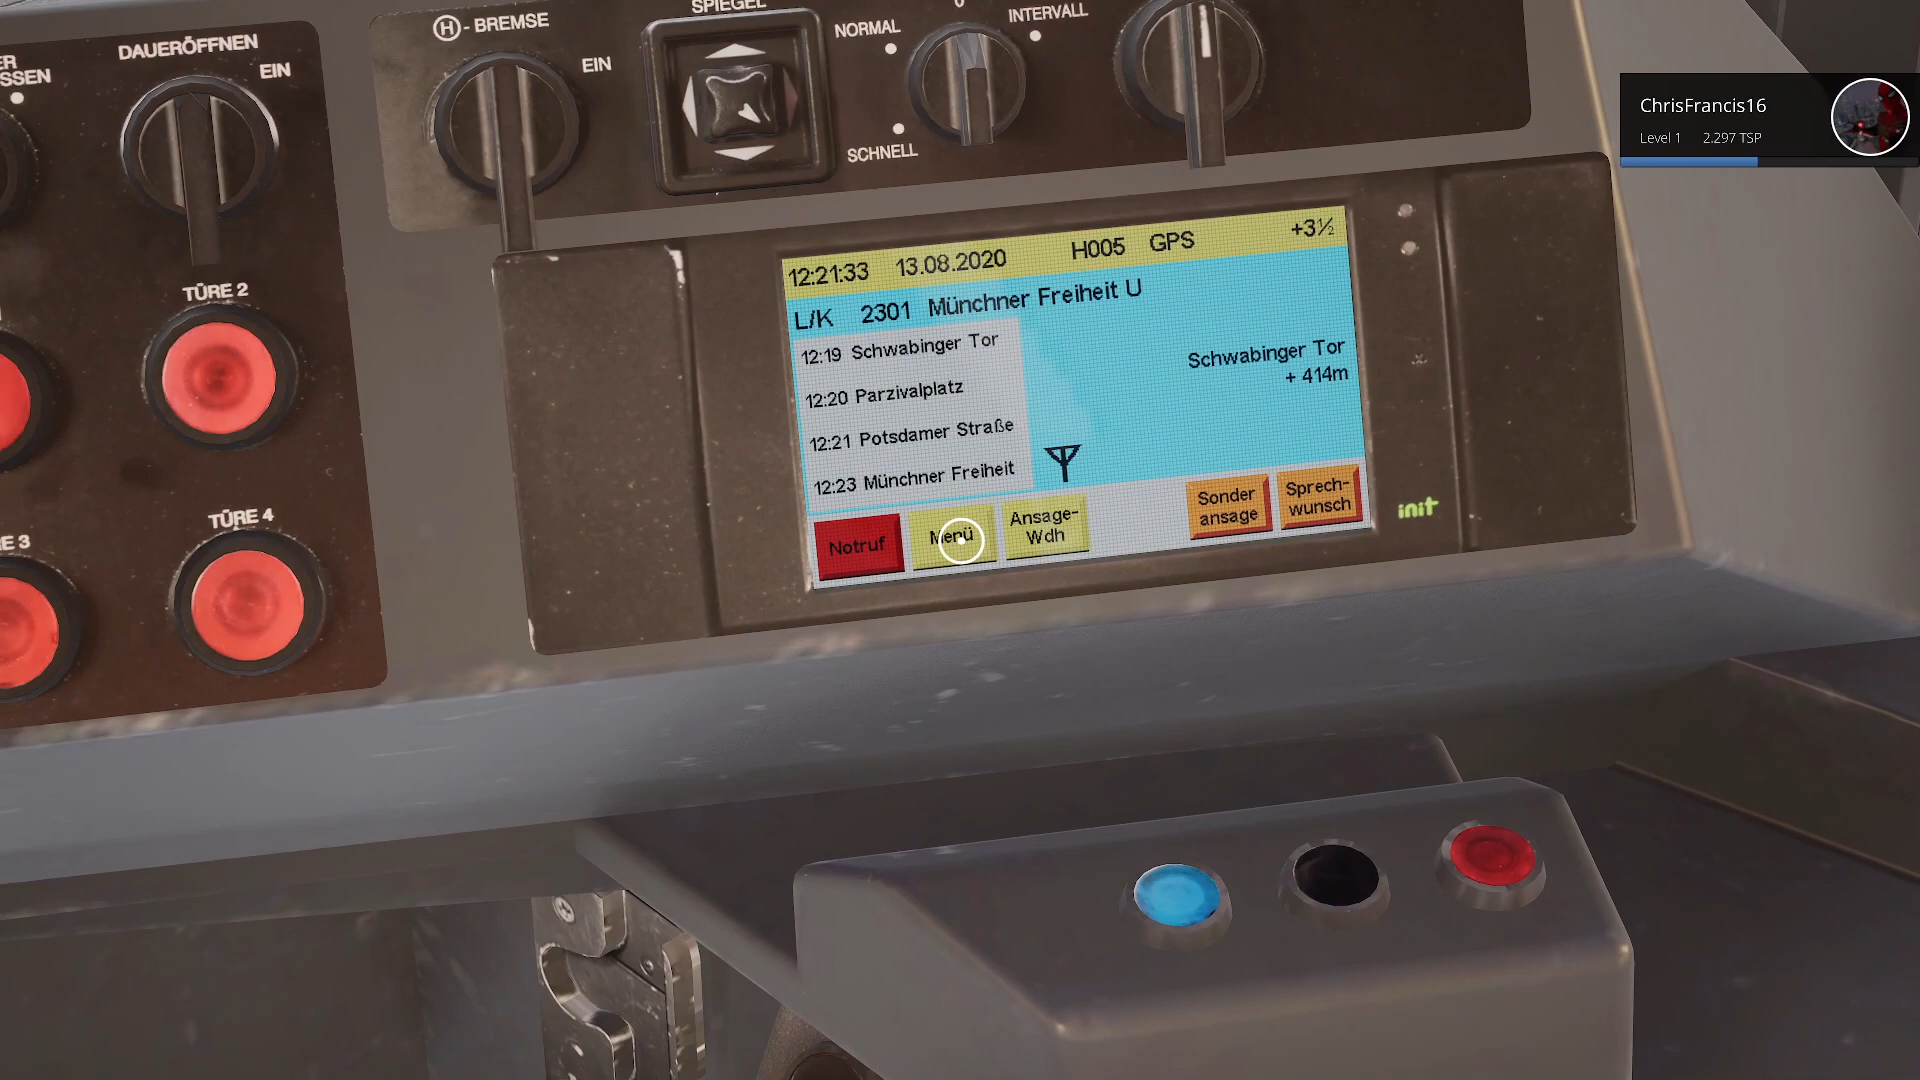 SPIEGEL
0
INTERVALL
NORMAL
H - BREMSE
EIN
DAUERÖFFNEN
EIN
SCHNELL
ChrisFrancis16
Level 1 2.297 TSP
12:21:33 13.08.2020 H005 GPS +3½
L/K 2301 Münchner Freiheit U
12:19 Schwabinger Tor
12:20 Parzivalplatz
12:21 Potsdamer Straße
12:23 Münchner Freiheit
Schwabinger Tor
+ 414m
Notruf
Menü
Ansage-
Wdh
Sonder
ansage
Sprech-
wunsch
init
TÜRE 2
TÜRE 4